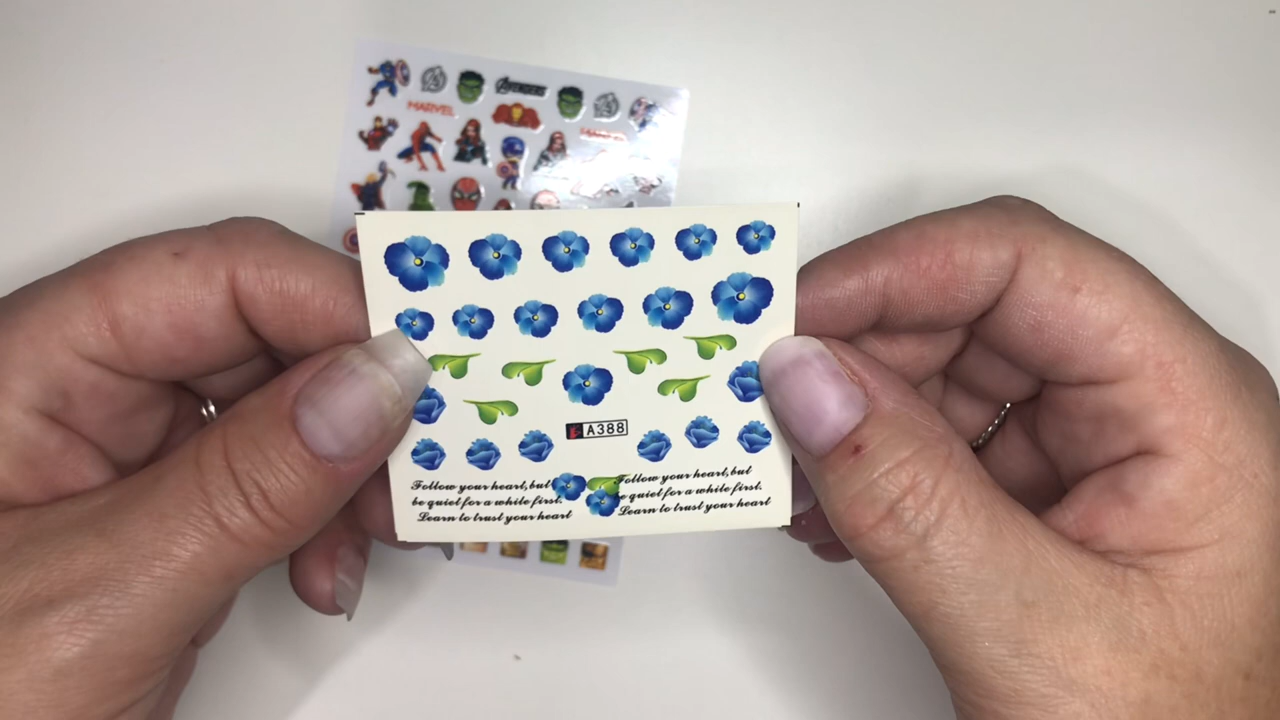 AVENGERS
MARVEL
A388
Follow your heart, but
be quiet for a while first.
Learn to trust your heart
Follow your heart, but
be quiet for a while first.
Learn to trust your heart